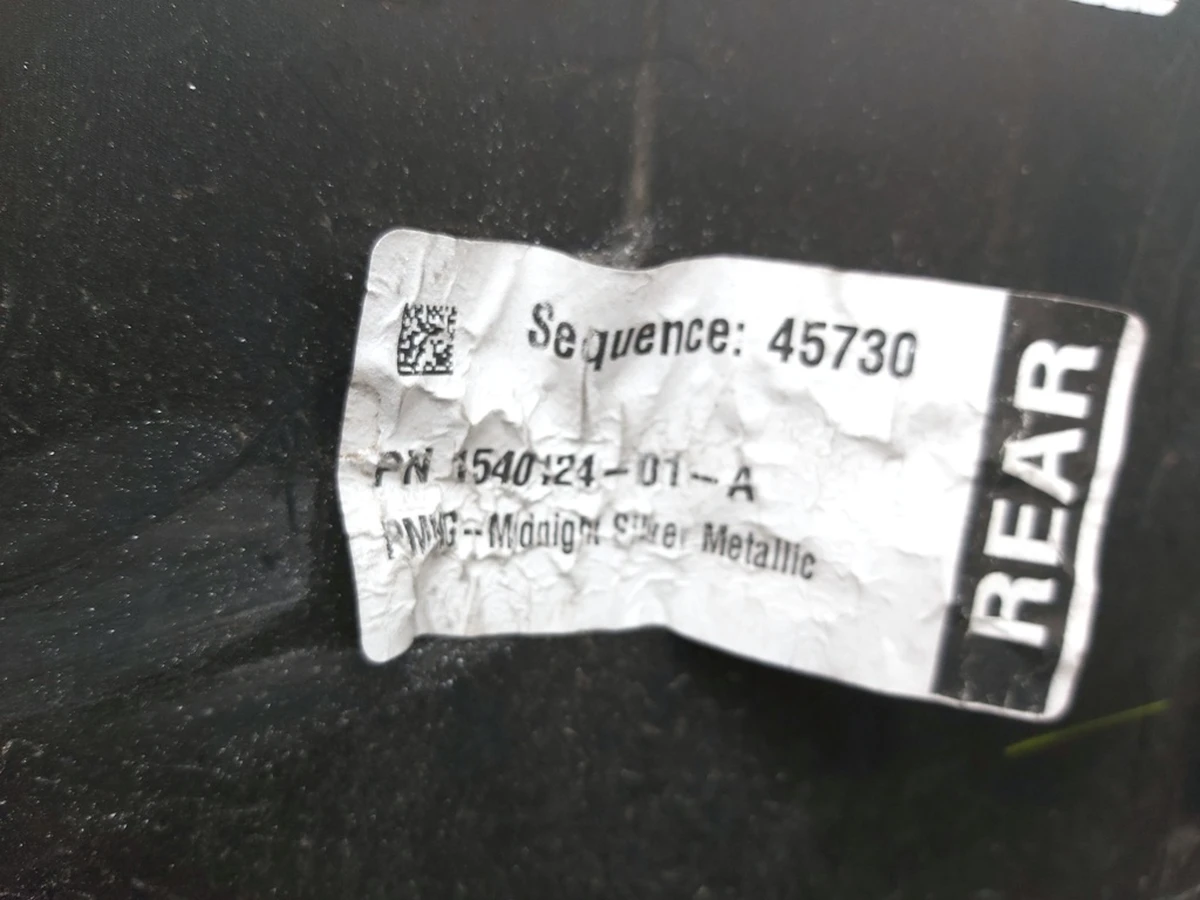 Sequence: 45730
PN 1540124-01-A
PMNG-Midnight Silver Metallic
REAR